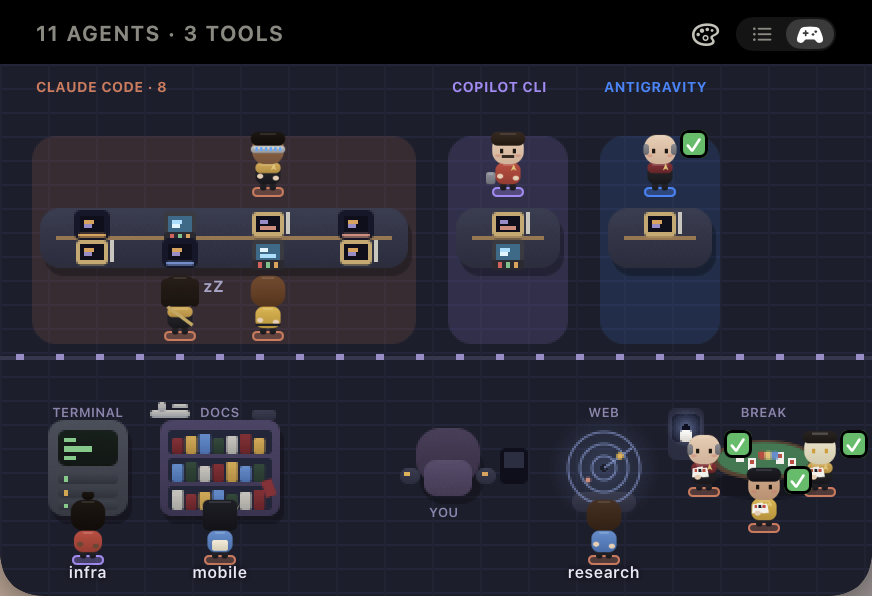 11 AGENTS · 3 TOOLS
CLAUDE CODE · 8
COPILOT CLI
ANTIGRAVITY
zZ
TERMINAL
DOCS
WEB
BREAK
YOU
infra
mobile
research